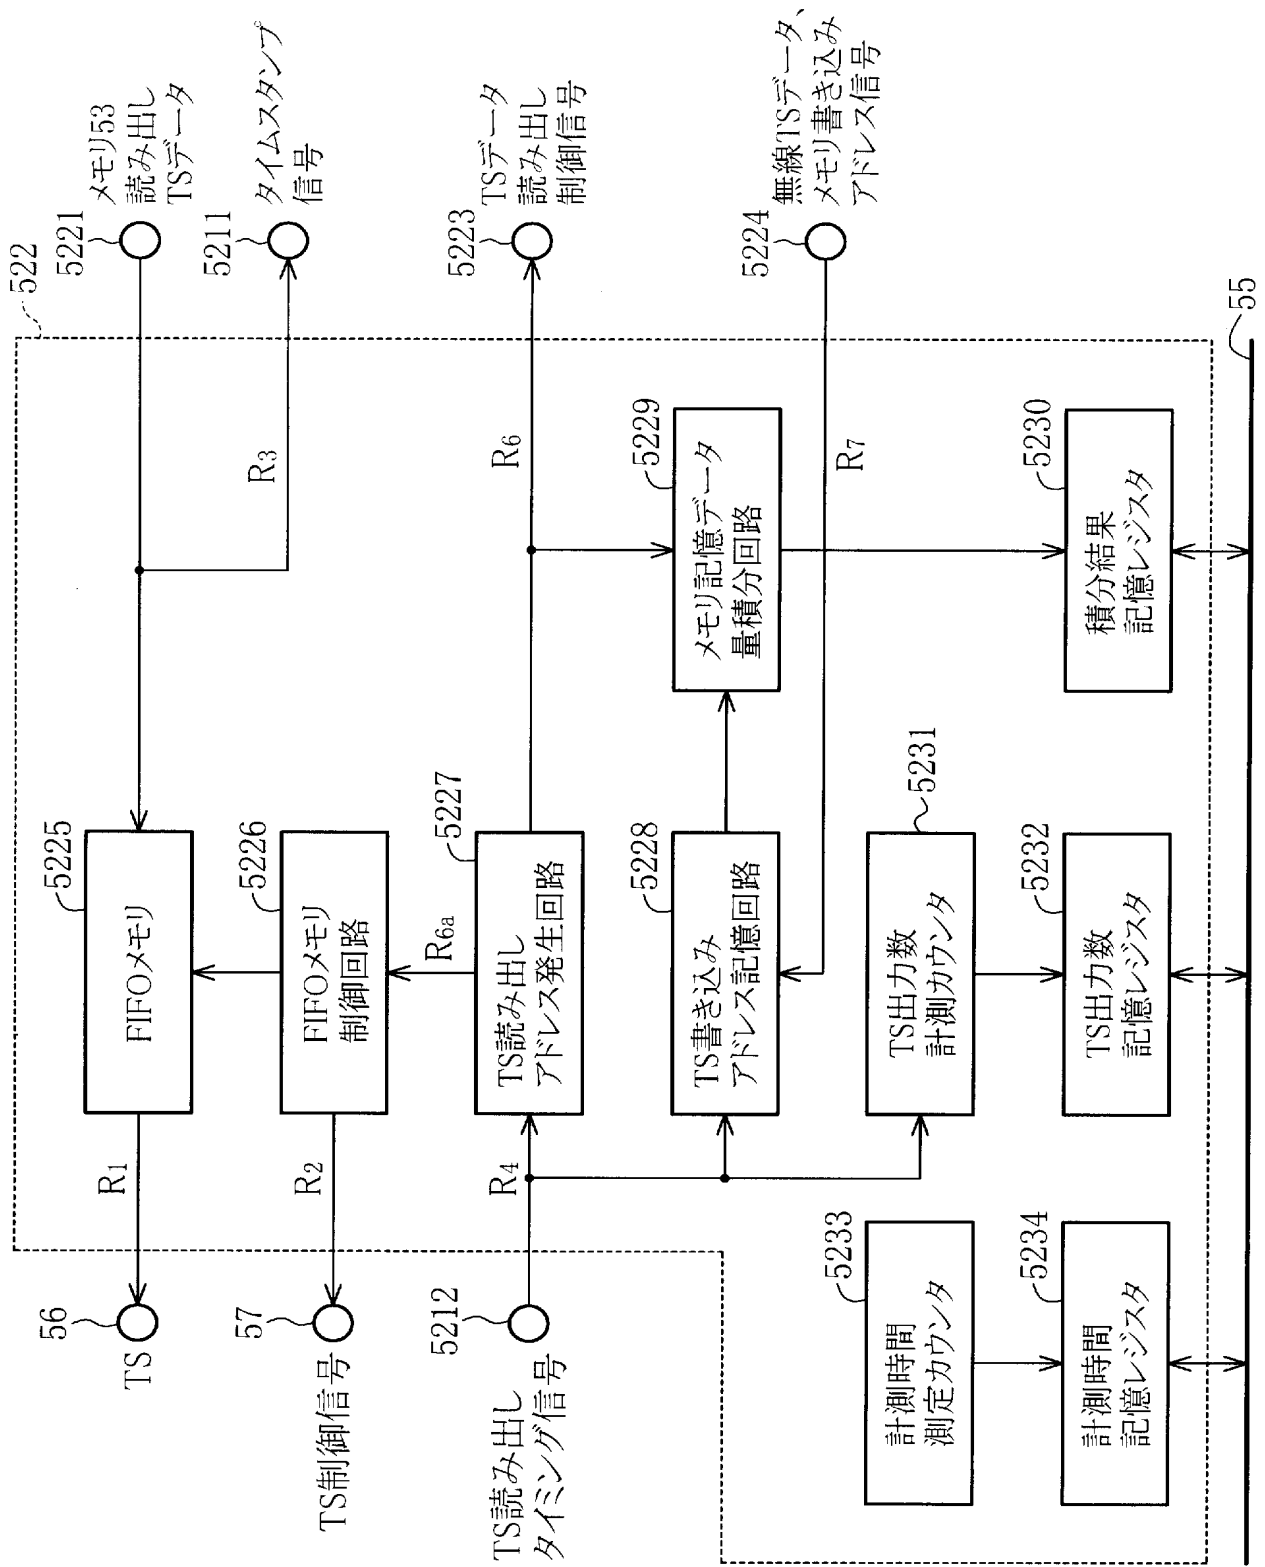 522
5221
メモリ53
読み出し
TSデータ
5211
タイムスタンプ
信号
R3
5223
TSデータ
読み出し
制御信号
R6
5224
無線TSデータ、
メモリ書き込み
アドレス信号
R7
5225
FIFOメモリ
R1
56
TS
5226
FIFOメモリ
制御回路
R2
57
TS制御信号
R6a
5227
TS読み出し
アドレス発生回路
R4
5212
TS読み出し
タイミング信号
5228
TS書き込み
アドレス記憶回路
5229
メモリ記憶データ
量積分回路
5230
積分結果
記憶レジスタ
5231
TS出力数
計測カウンタ
5232
TS出力数
記憶レジスタ
5233
計測時間
測定カウンタ
5234
計測時間
記憶レジスタ
55